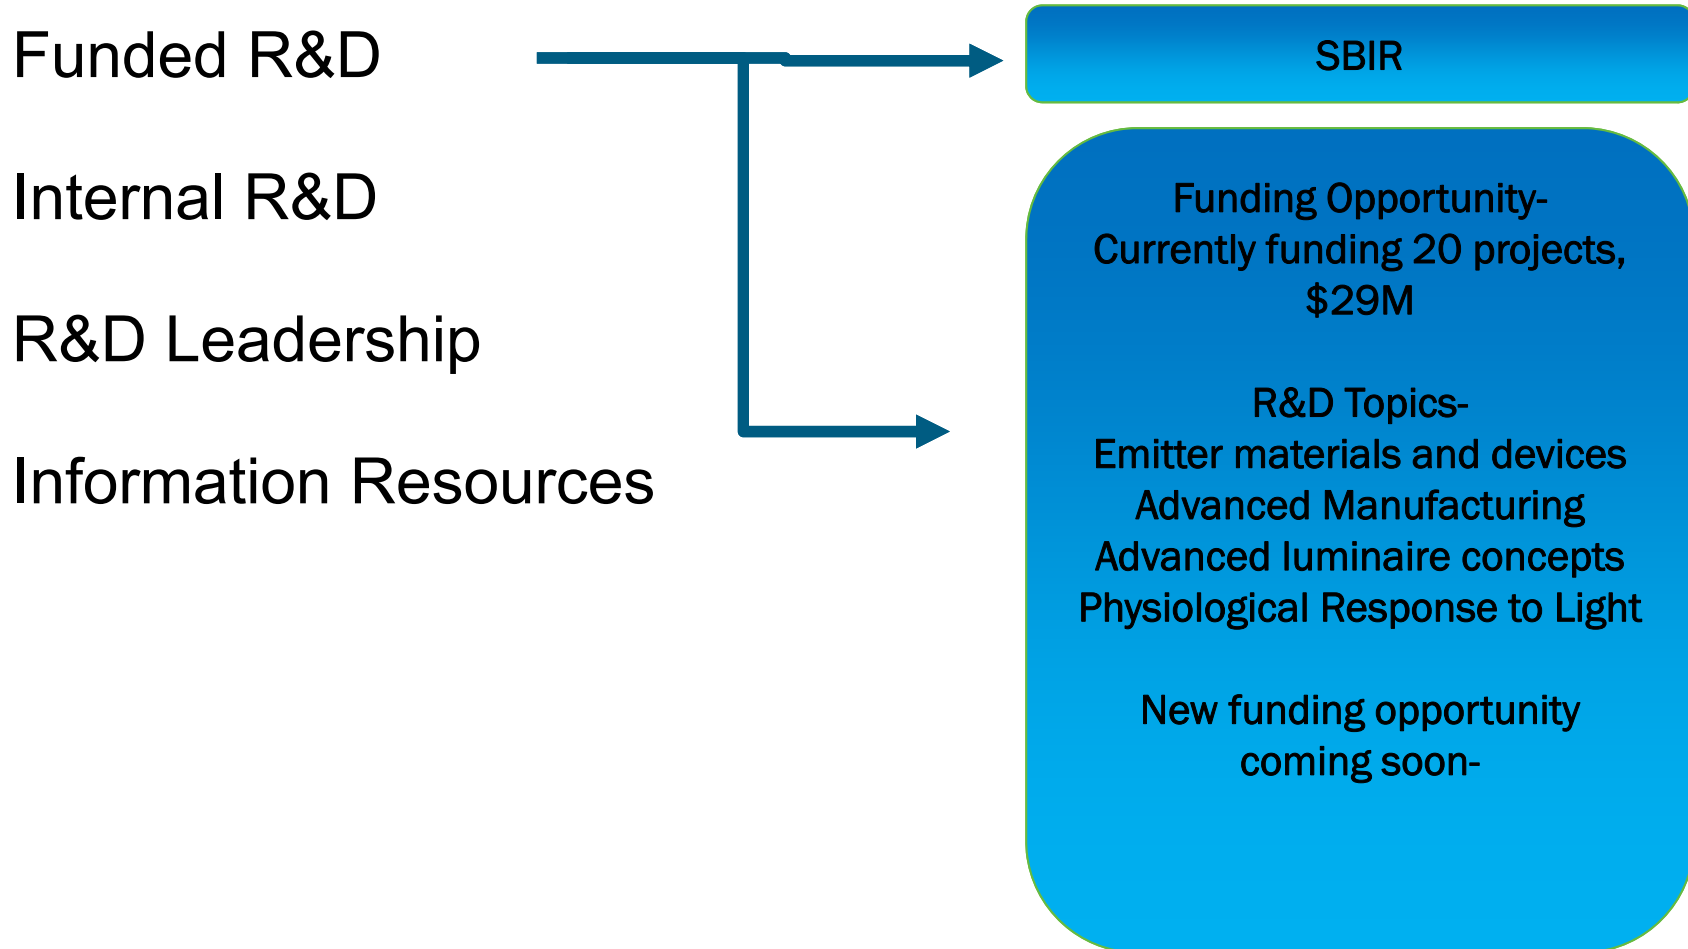 Funded R&D
Internal R&D
R&D Leadership
Information Resources
SBIR
Funding Opportunity-
Currently funding 20 projects,
$29M
R&D Topics-
Emitter materials and devices
Advanced Manufacturing
Advanced luminaire concepts
Physiological Response to Light
New funding opportunity
coming soon-